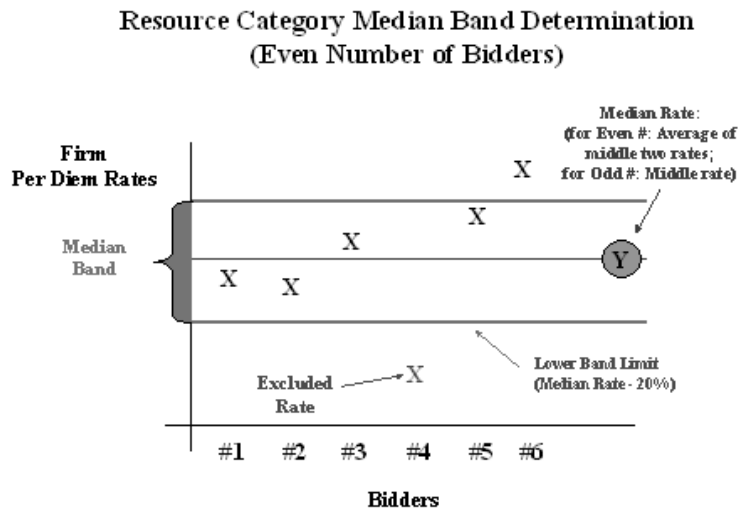 Resource Category Median Band Determination
(Even Number of Bidders)
Median Rate:
(for Even #: Average of
middle two rates;
for Odd #: Middle rate)
Firm
Per Diem Rates
X
X
X
Median
Band
Y
X
X
Lower Band Limit
(Median Rate - 20%)
Excluded
Rate
X
#1 #2 #3 #4 #5 #6
Bidders